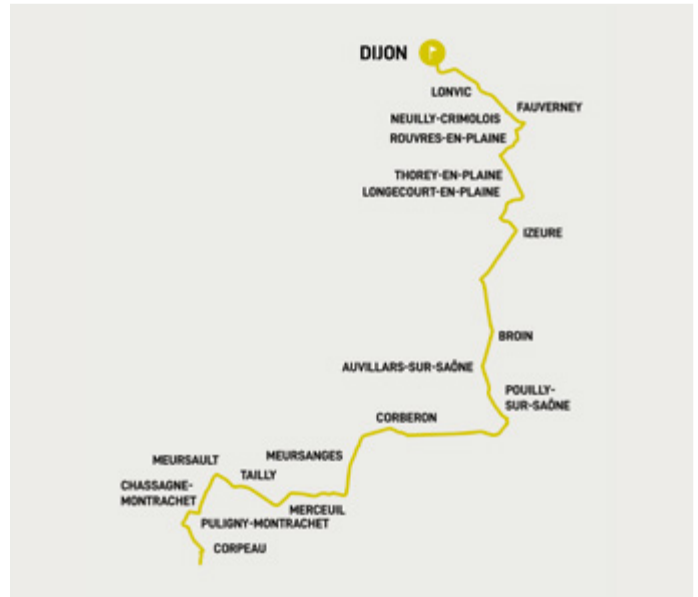 DIJON
LONVIC
FAUVERNEY
NEUILLY-CRIMOLOIS
ROUVRES-EN-PLAINE
THOREY-EN-PLAINE
LONGECOURT-EN-PLAINE
IZEURE
BROIN
AUVILLARS-SUR-SAÔNE
POUILLY-
SUR-SAÔNE
CORBERON
MEURSANGES
MEURSAULT
TAILLY
CHASSAGNE-
MONTRACHET
MERCEUIL
PULIGNY-MONTRACHET
CORPEAU